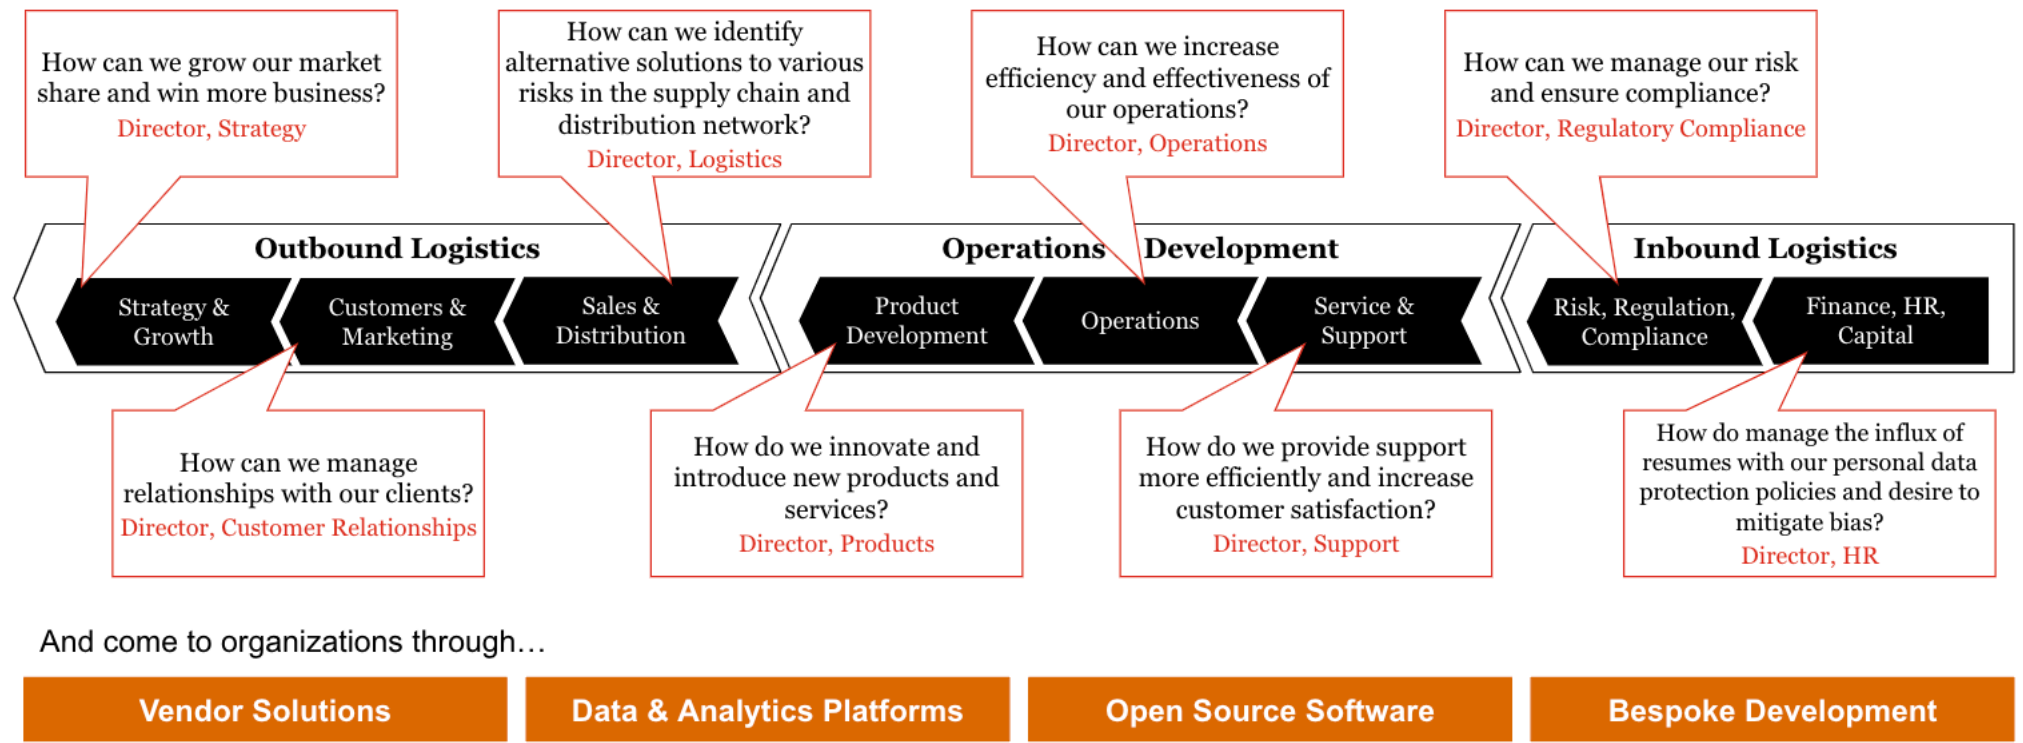 How can we grow our market
share and win more business?
Director, Strategy
How can we identify
alternative solutions to various
risks in the supply chain and
distribution network?
Director, Logistics
How can we increase
efficiency and effectiveness of
our operations?
Director, Operations
How can we manage our risk
and ensure compliance?
Director, Regulatory Compliance
Outbound Logistics
Operations Development
Inbound Logistics
Strategy &
Growth
Customers &
Marketing
Sales &
Distribution
Product
Development
Operations
Service &
Support
Risk, Regulation,
Compliance
Finance, HR,
Capital
How can we manage
relationships with our clients?
Director, Customer Relationships
How do we innovate and
introduce new products and
services?
Director, Products
How do we provide support
more efficiently and increase
customer satisfaction?
Director, Support
How do manage the influx of
resumes with our personal data
protection policies and desire to
mitigate bias?
Director, HR
And come to organizations through…
Vendor Solutions
Data & Analytics Platforms
Open Source Software
Bespoke Development